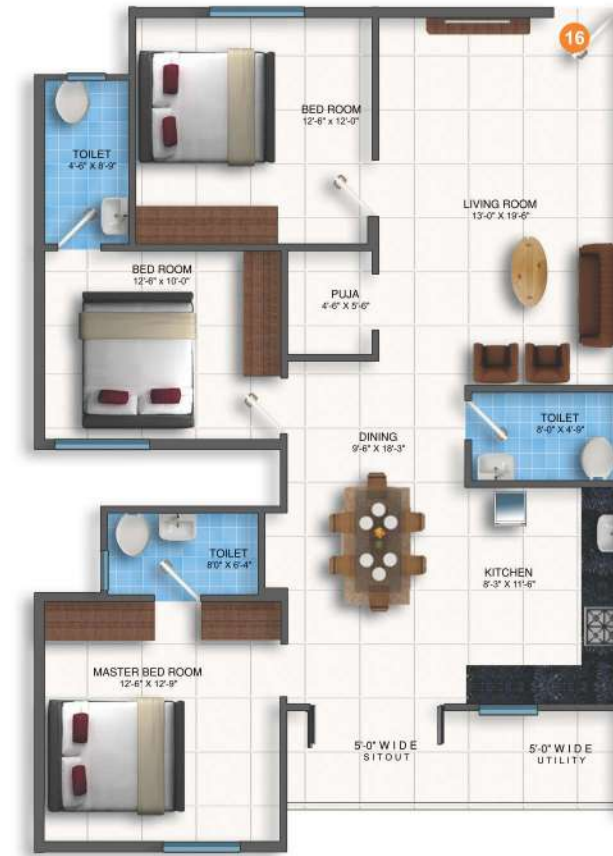 16
BED ROOM
12'-6" x 12'-0"
TOILET
4'-6" X 8'-9"
LIVING ROOM
13'-0" X 19'-6"
BED ROOM
12'-6" x 10'-0"
PUJA
4'-6" X 5'-6"
TOILET
8'-0" X 4'-9"
DINING
9'-6" X 18'-3"
TOILET
8'0" X 6'-4"
KITCHEN
8'-3" X 11'-6"
MASTER BED ROOM
12'-6" X 12'-9"
5'-0" WIDE
SITOUT
5'-0" WIDE
UTILITY